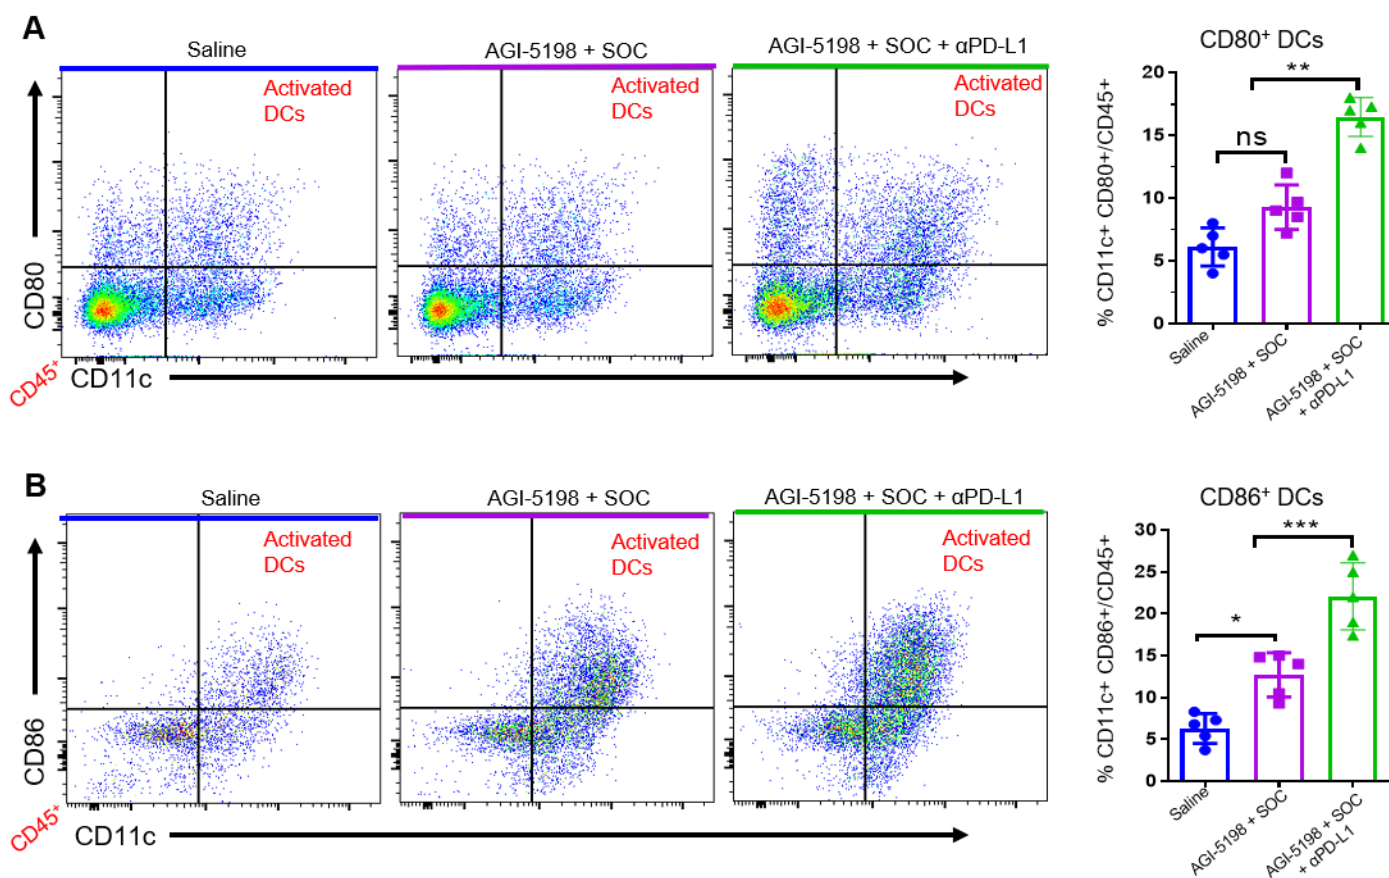 A
Saline
AGI-5198 + SOC
AGI-5198 + SOC + αPD-L1
Activated
DCs
Activated
DCs
Activated
DCs
CD80
CD45⁺
CD11c
CD80⁺ DCs
% CD11c+ CD80+/CD45+
20
15
10
5
0
ns
**
Saline
AGI-5198 + SOC
AGI-5198 + SOC
+ αPD-L1
B
Saline
AGI-5198 + SOC
AGI-5198 + SOC + αPD-L1
Activated
DCs
Activated
DCs
Activated
DCs
CD86
CD45⁺
CD11c
CD86⁺ DCs
% CD11c+ CD86+/CD45+
30
25
20
15
10
5
0
*
***
Saline
AGI-5198 + SOC
AGI-5198 + SOC
+ αPD-L1